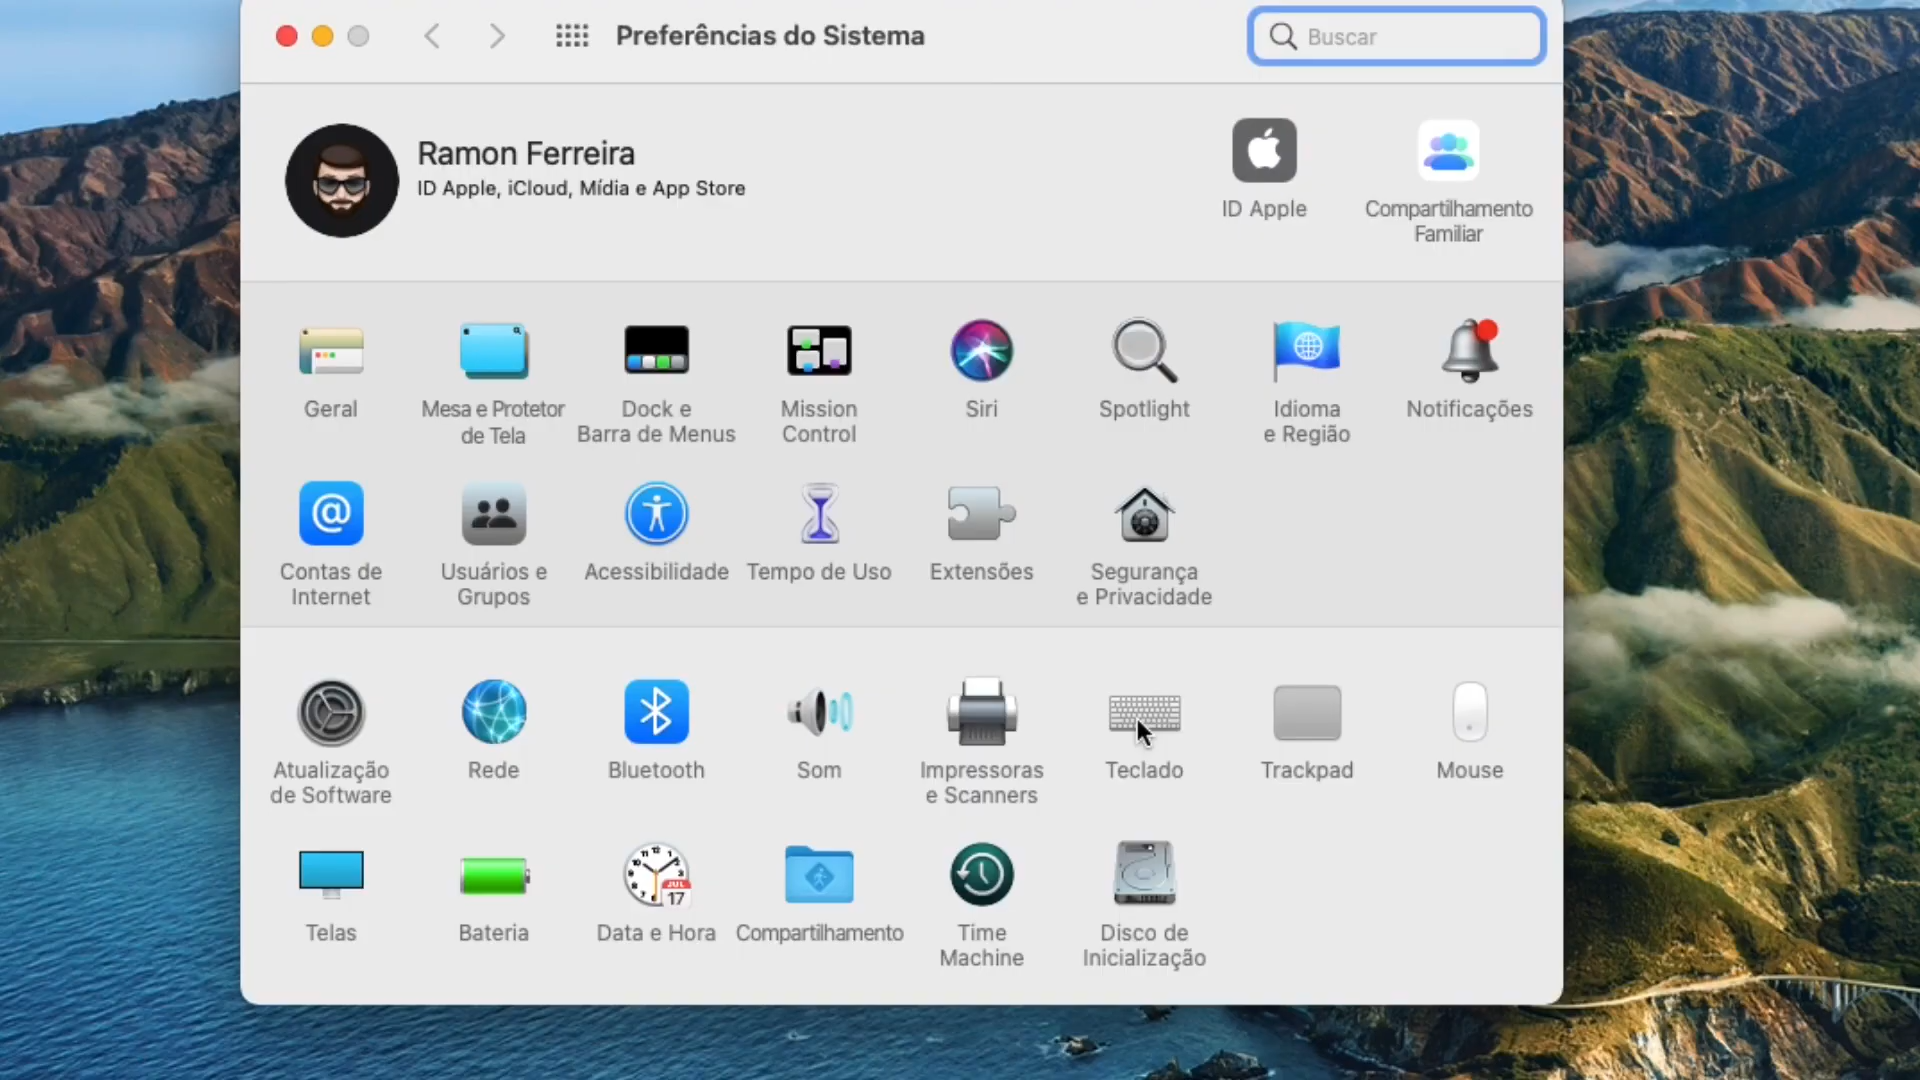 Preferências do Sistema
Buscar
Ramon Ferreira
ID Apple, iCloud, Mídia e App Store
ID Apple
Compartilhamento
Familiar
Geral
Mesa e Protetor
de Tela
Dock e
Barra de Menus
Mission
Control
Siri
Spotlight
Idioma
e Região
Notificações
Contas de
Internet
Usuários e
Grupos
Acessibilidade
Tempo de Uso
Extensões
Segurança
e Privacidade
Atualização
de Software
Rede
Bluetooth
Som
Impressoras
e Scanners
Teclado
Trackpad
Mouse
Telas
Bateria
JUL
17
Data e Hora
Compartilhamento
Time
Machine
Disco de
Inicialização